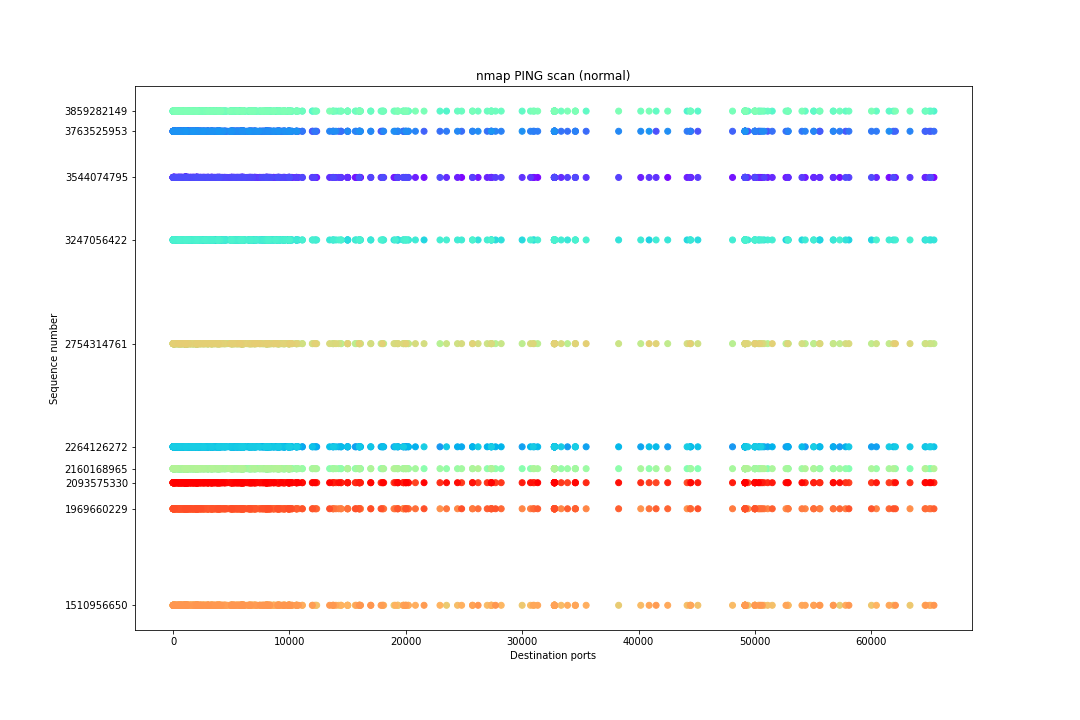 nmap PING scan (normal)
3859282149
3763525953
3544074795
3247056422
2754314761
2264126272
2160168965
2093575330
1969660229
1510956650
Sequence number
0 10000 20000 30000 40000 50000 60000
Destination ports